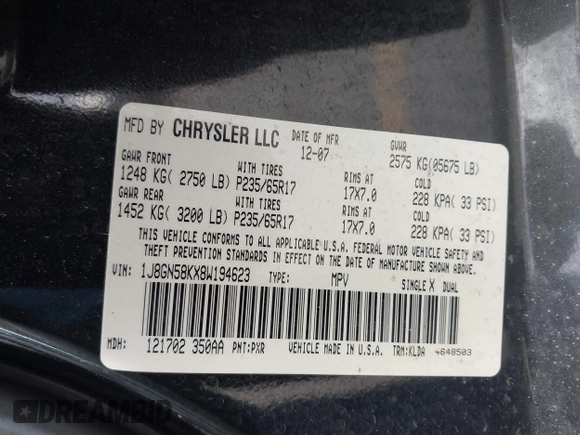 MFD BY CHRYSLER LLC DATE OF MFR GVWR
12-07 2575 KG(05675 LB)
GAWR FRONT WITH TIRES RIMS AT COLD
1248 KG( 2750 LB) P235/65R17 17X7.0 228 KPA( 33 PSI)
GAWR REAR WITH TIRES RIMS AT COLD
1452 KG( 3200 LB) P235/65R17 17X7.0 228 KPA( 33 PSI)
THIS VEHICLE CONFORMS TO ALL APPLICABLE U.S.A. FEDERAL MOTOR VEHICLE SAFETY AND
THEFT PREVENTION STANDARDS IN EFFECT ON THE DATE OF MANUFACTURE SHOWN ABOVE.
VIN: 1J8GN58KX8W194623 TYPE: MPV SINGLE X DUAL
MDH: 121702 350AA PNT:PXR VEHICLE MADE IN U.S.A. TRM:KLDA 4648503
DREAMBID